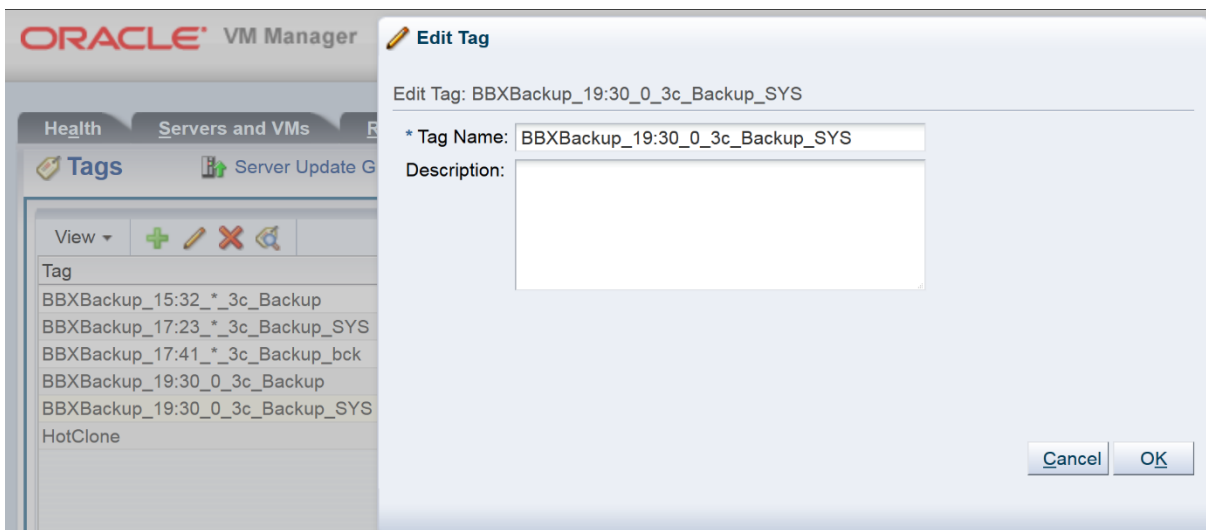 ORACLE VM Manager
Edit Tag
Edit Tag: BBXBackup_19:30_0_3c_Backup_SYS
Health
Servers and VMs
R
* Tag Name: BBXBackup_19:30_0_3c_Backup_SYS
Tags
Server Update G
Description:
View
Tag
BBXBackup_15:32_*_3c_Backup
BBXBackup_17:23_*_3c_Backup_SYS
BBXBackup_17:41_*_3c_Backup_bck
BBXBackup_19:30_0_3c_Backup
BBXBackup_19:30_0_3c_Backup_SYS
HotClone
Cancel
OK